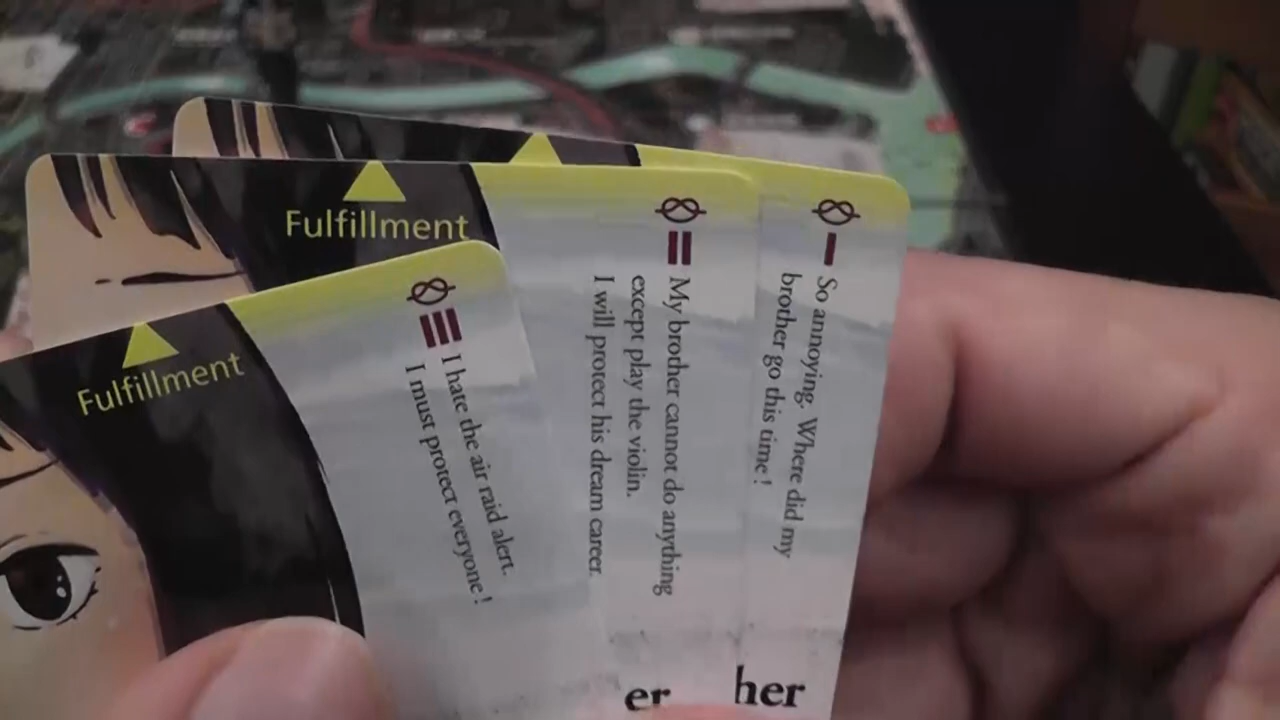 Fulfillment
I hate the air raid alert.
I must protect everyone!
Fulfillment
My brother cannot do anything
except play the violin.
I will protect his dream career.
er
So annoying. Where did my
brother go this time!
her